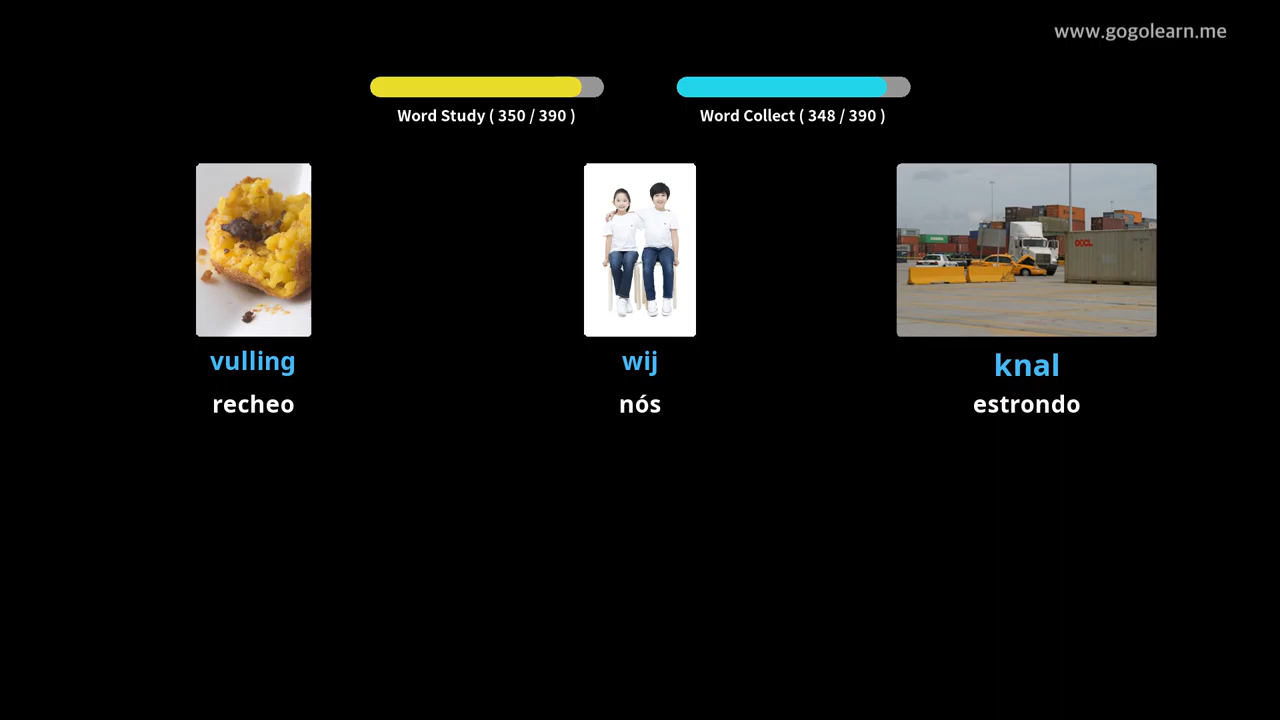 www.gogolearn.me
Word Study ( 350 / 390 )
Word Collect ( 348 / 390 )
vulling
wij
knal
recheo
nós
estrondo